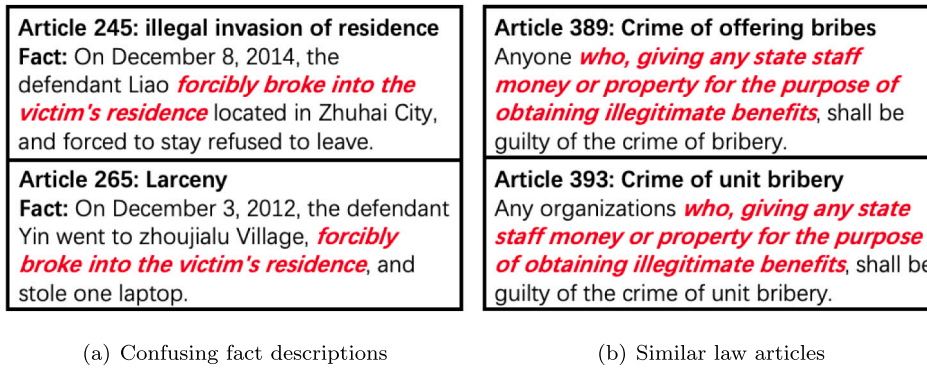 Article 245: illegal invasion of residence
Fact: On December 8, 2014, the
defendant Liao forcibly broke into the
victim's residence located in Zhuhai City,
and forced to stay refused to leave.
Article 265: Larceny
Fact: On December 3, 2012, the defendant
Yin went to zhoujialu Village, forcibly
broke into the victim's residence, and
stole one laptop.
(a) Confusing fact descriptions
Article 389: Crime of offering bribes
Anyone who, giving any state staff
money or property for the purpose of
obtaining illegitimate benefits, shall be
guilty of the crime of bribery.
Article 393: Crime of unit bribery
Any organizations who, giving any state
staff money or property for the purpose
of obtaining illegitimate benefits, shall be
guilty of the crime of unit bribery.
(b) Similar law articles